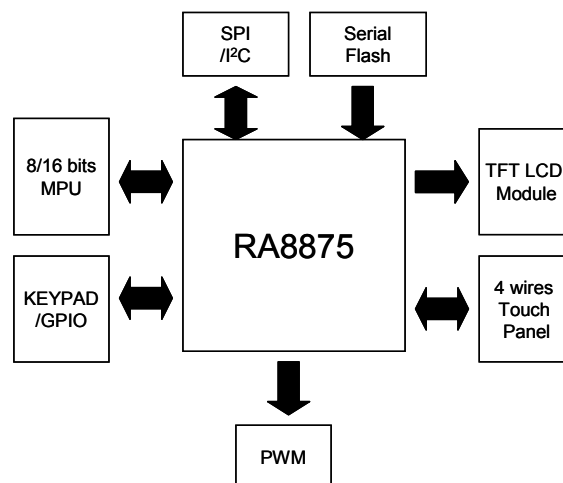 SPI
/I²C
Serial
Flash
8/16 bits
MPU
TFT LCD
Module
RA8875
KEYPAD
/GPIO
4 wires
Touch
Panel
PWM